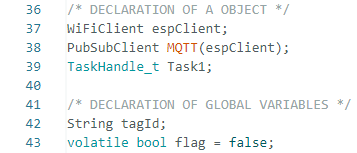 36 /* DECLARATION OF A OBJECT */
37 WiFiClient espClient;
38 PubSubClient MQTT(espClient);
39 TaskHandle_t Task1;
40
41 /* DECLARATION OF GLOBAL VARIABLES */
42 String tagId;
43 volatile bool flag = false;